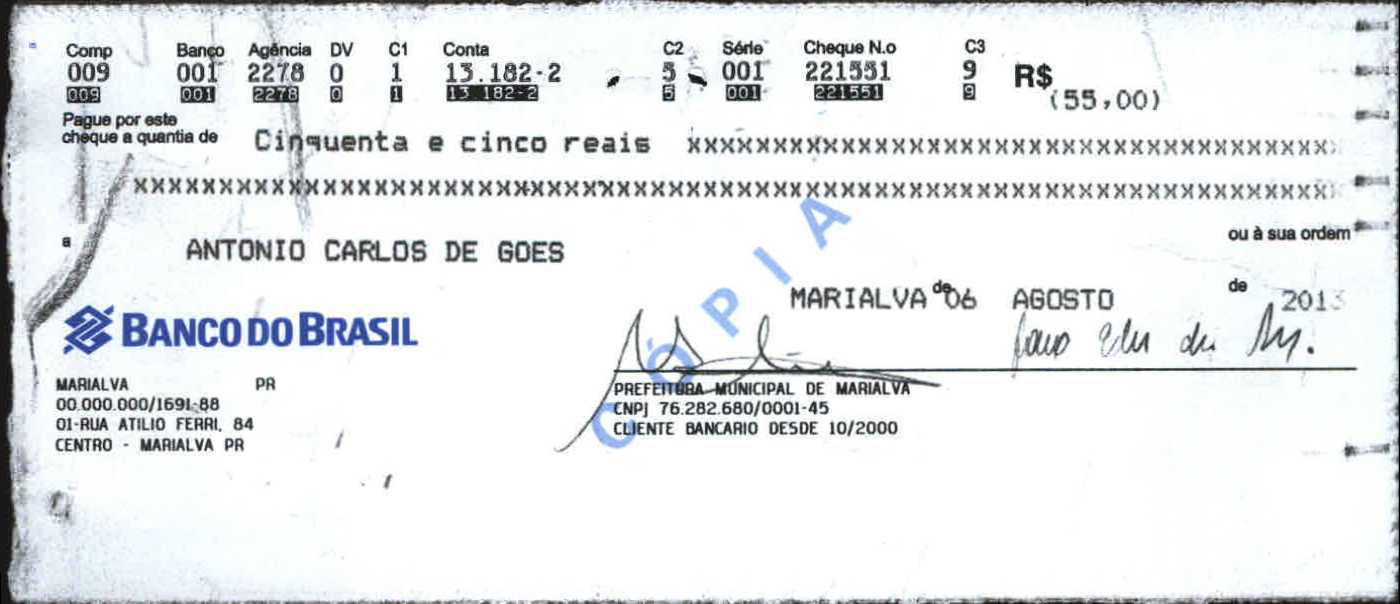 Comp Banco Agência DV C1 Conta C2 Série Cheque N.o C3
009 001 2278 0 1 13.182-2 5 001 221551 9 R$
009 001 2278 0 1 13 182-2 5 001 221551 9 (55,00)
Pague por este
cheque a quantia de Cinquenta e cinco reais xxxxxxxxxxxxxxxxxxxxxxxxxxxxxxxxxxxxx
xxxxxxxxxxxxxxxxxxxxxxxxxxxxxxxxxxxxxxxxxxxxxxxxxxxxxxxxxxxxxxxxxxxxxx
a ANTONIO CARLOS DE GOES ou à sua ordem
MARIALVA de 06 AGOSTO de 2013
BANCO DO BRASIL
CÓPIA
MARIALVA PR
00.000.000/1691-88
01-RUA ATILIO FERRI, 84
CENTRO - MARIALVA PR
PREFEITURA MUNICIPAL DE MARIALVA
CNPJ 76.282.680/0001-45
CLIENTE BANCARIO DESDE 10/2000